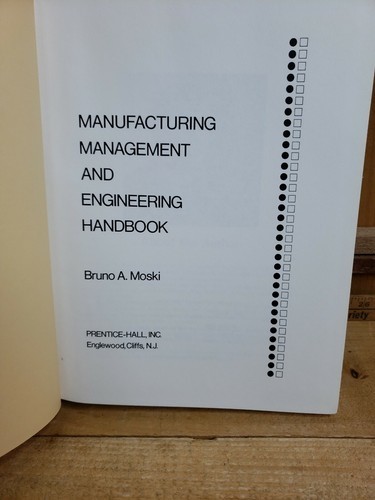 MANUFACTURING
MANAGEMENT
AND
ENGINEERING
HANDBOOK
Bruno A. Moski
PRENTICE-HALL, INC.
Englewood, Cliffs, N.J.